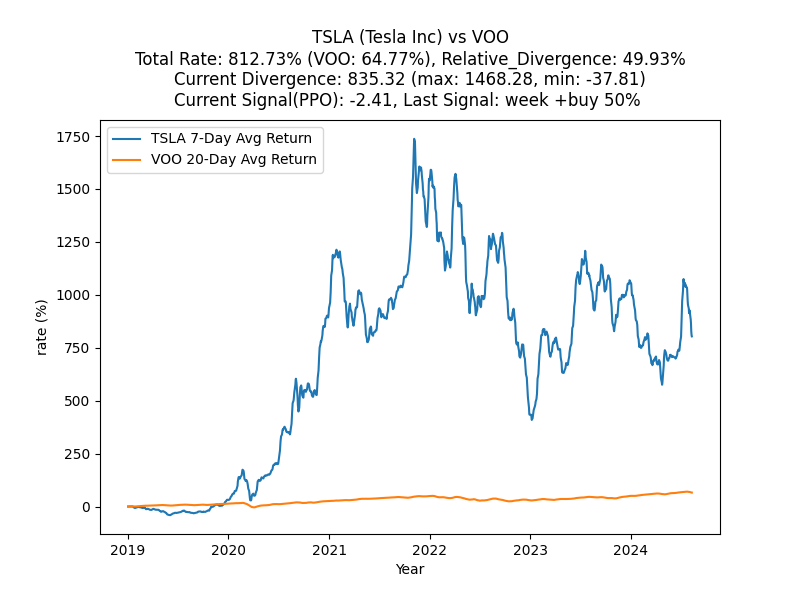 TSLA (Tesla Inc) vs VOO
Total Rate: 812.73% (VOO: 64.77%), Relative_Divergence: 49.93%
Current Divergence: 835.32 (max: 1468.28, min: -37.81)
Current Signal(PPO): -2.41, Last Signal: week +buy 50%
TSLA 7-Day Avg Return
VOO 20-Day Avg Return
1750
1500
1250
1000
750
500
250
0
rate (%)
2019 2020 2021 2022 2023 2024
Year